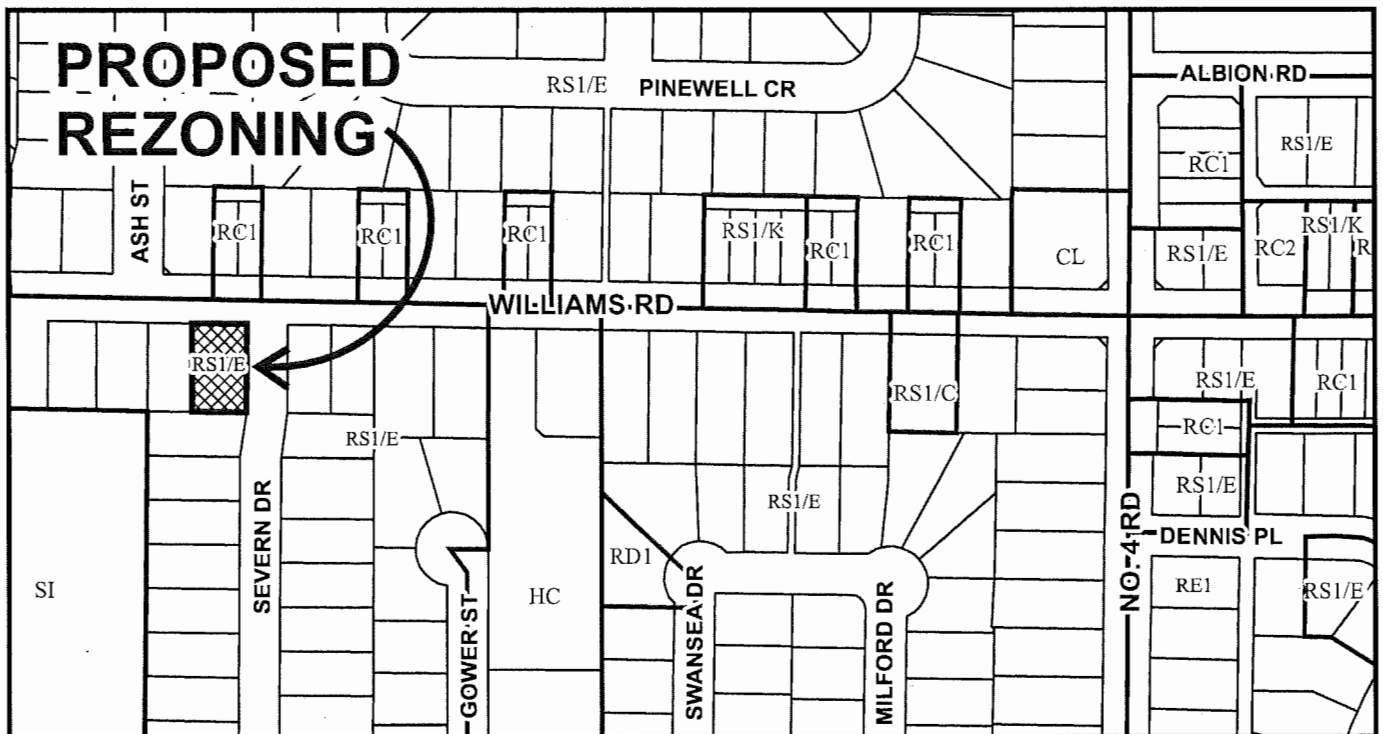 PROPOSED
REZONING
RS1/E
PINEWELL CR
ALBION RD
RC1
RS1/E
ASH ST
RC1
RC1
RC1
RS1/K
RC1
RC1
CL
RS1/E
RC2
RS1/K
R
WILLIAMS RD
RS1/E
RS1/E
RS1/C
RS1/E
RC1
RC1
RS1/E
RS1/E
SEVERN DR
GOWER ST
HC
RD1
SWANSEA DR
MILFORD DR
NO. 4 RD
DENNIS PL
SI
RE1
RS1/E